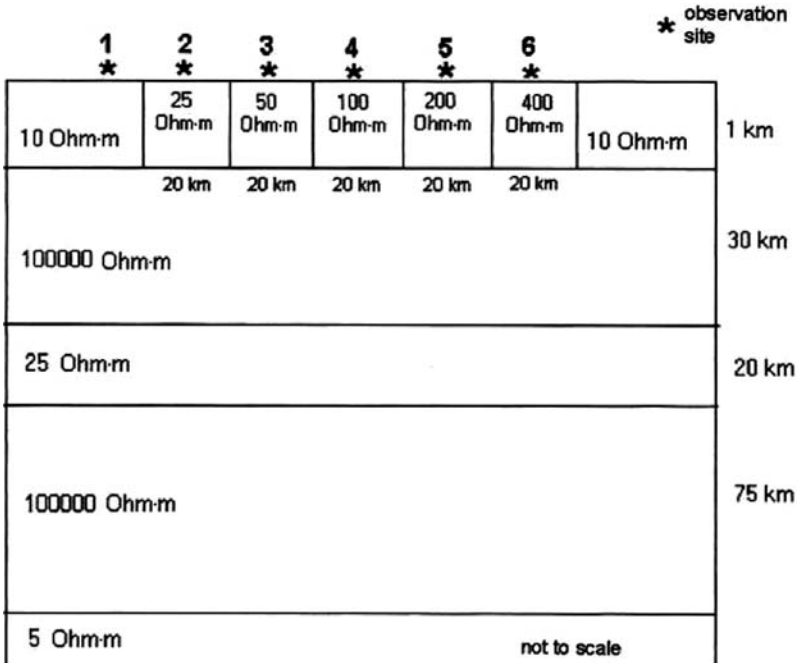 observation
* site
1 2 3 4 5 6
* * * * * *
10 Ohm·m
25
Ohm·m
50
Ohm·m
100
Ohm·m
200
Ohm·m
400
Ohm·m
10 Ohm·m
1 km
20 km 20 km 20 km 20 km 20 km
100000 Ohm·m
30 km
25 Ohm·m
20 km
100000 Ohm·m
75 km
5 Ohm·m
not to scale